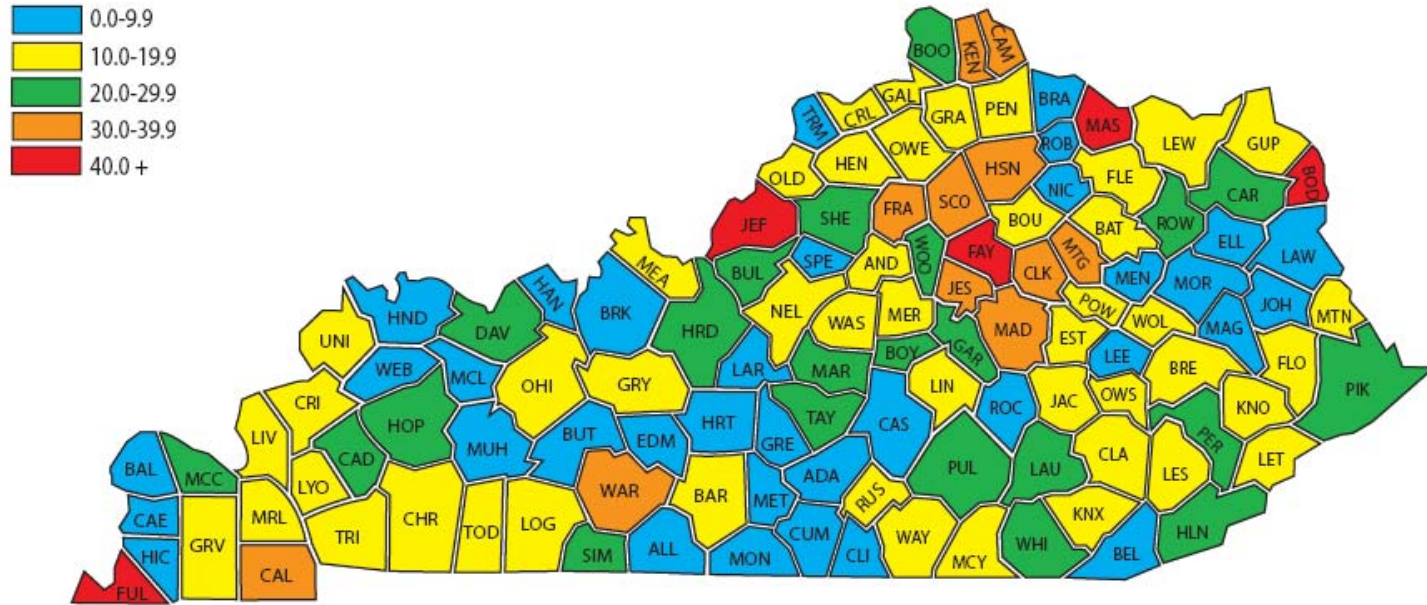 0.0-9.9
10.0-19.9
20.0-29.9
30.0-39.9
40.0 +
BOO
KEN
CAM
GAL
CRL
TRM
GRA
PEN
BRA
MAS
LEW
GUP
BOD
OWE
HEN
OLD
HSN
ROB
NIC
FLE
CAR
ROW
JEF
SHE
FRA
SCO
BOU
BAT
ELL
LAW
SPE
BUL
AND
WOO
FAY
CLK
MTG
MEN
MOR
JOH
MEA
BRK
HAN
HRD
NEL
WAS
MER
JES
MAD
POW
WOL
MAG
MTN
HND
DAV
UNI
EST
LEE
BRE
FLO
PIK
WEB
MCL
OHI
GRY
LAR
MAR
BOY
GAR
LIN
ROC
JAC
OWS
KNO
CRI
HOP
MUH
BUT
EDM
HRT
GRE
TAY
CAS
PUL
LAU
CLA
PER
LES
LET
BAL
MCC
LIV
CAD
LYO
WAR
BAR
MET
ADA
RUS
CAE
GRV
MRL
TRI
CHR
TOD
LOG
SIM
ALL
MON
CUM
CLI
WAY
MCY
WHI
KNX
BEL
HLN
HIC
FUL
CAL